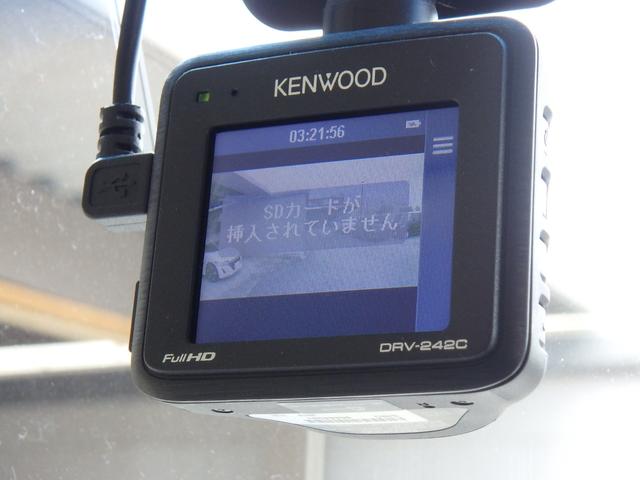 KENWOOD
03:21:56
SDカードが
挿入されていません
Full HD
DRV-242C